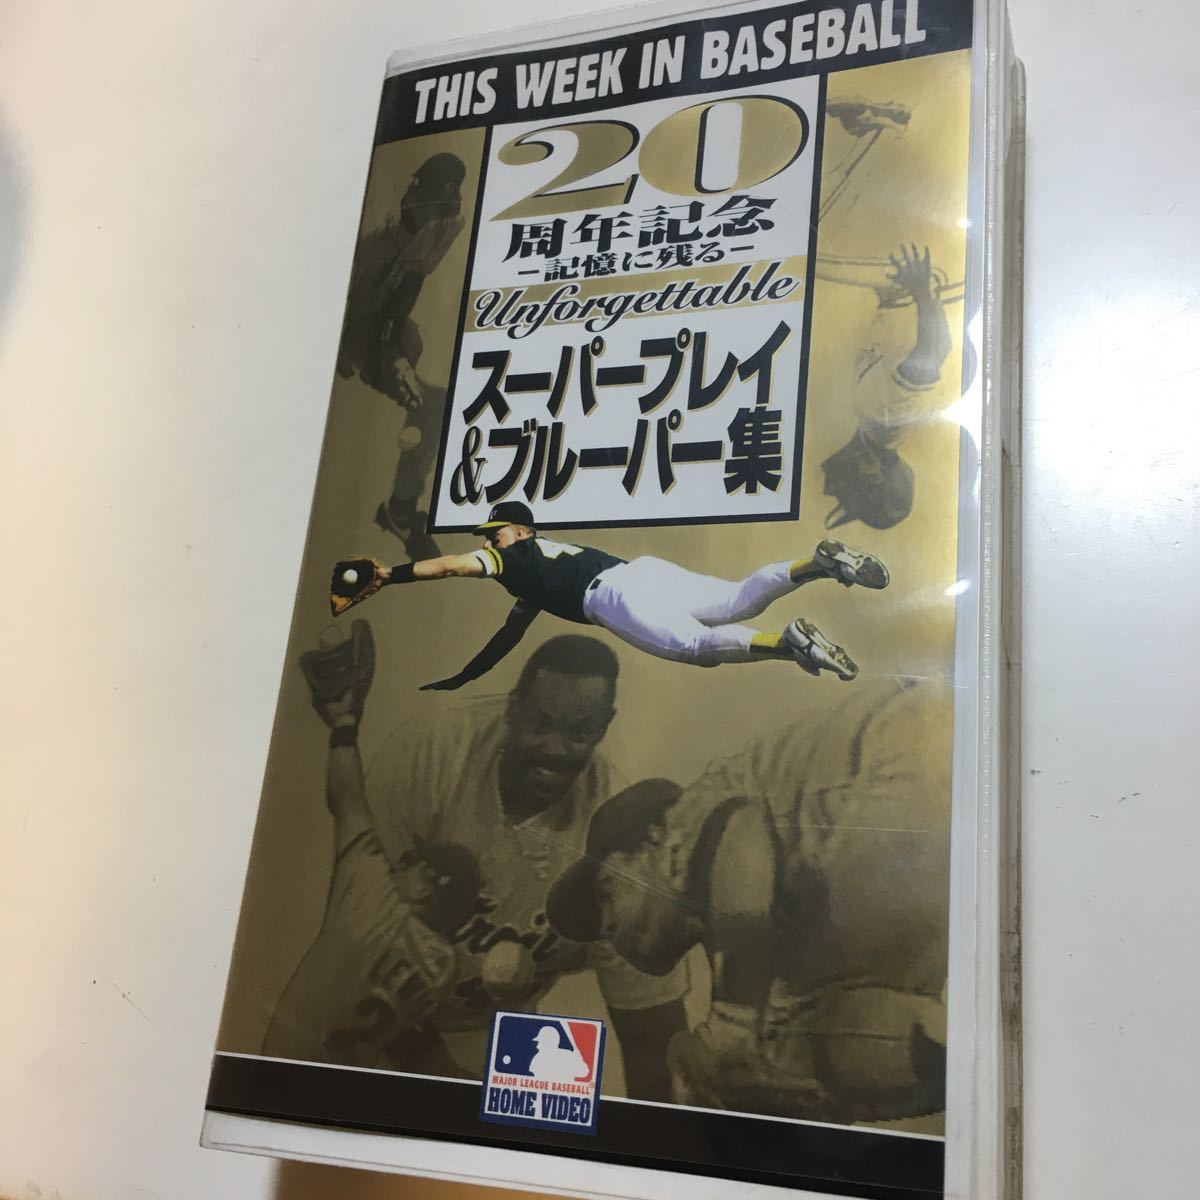 THIS WEEK IN BASEBALL
20
周年記念
-記憶に残る-
Unforgettable
スーパープレイ
&ブルーパー集
MAJOR LEAGUE BASEBALL®
HOME VIDEO